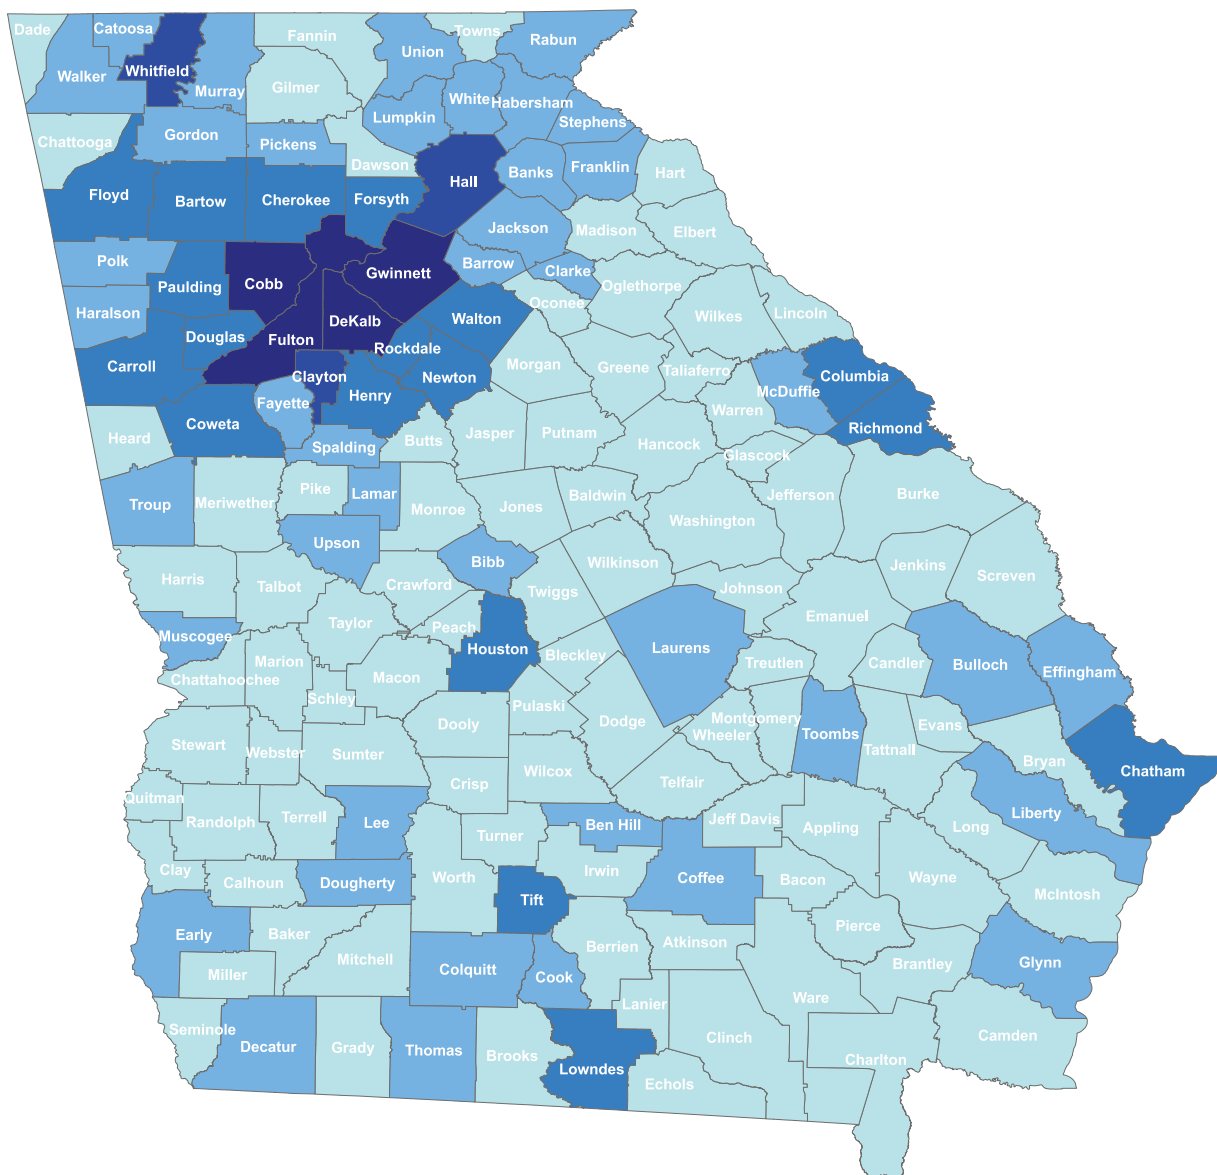 Dade
Catoosa
Fannin
Towns
Rabun
Union
Whitfield
Walker
Murray
Gilmer
White
Habersham
Lumpkin
Stephens
Chattooga
Gordon
Pickens
Dawson
Hall
Banks
Franklin
Hart
Floyd
Bartow
Cherokee
Forsyth
Jackson
Madison
Elbert
Polk
Cobb
Gwinnett
Barrow
Clarke
Paulding
Oglethorpe
Oconee
Haralson
DeKalb
Walton
Wilkes
Lincoln
Douglas
Fulton
Rockdale
Carroll
Clayton
Newton
Morgan
Greene
Taliaferro
Columbia
McDuffie
Henry
Fayette
Warren
Coweta
Richmond
Heard
Spalding
Butts
Jasper
Putnam
Hancock
Glascock
Troup
Meriwether
Pike
Lamar
Monroe
Jones
Baldwin
Jefferson
Burke
Washington
Upson
Bibb
Wilkinson
Harris
Talbot
Crawford
Twiggs
Johnson
Jenkins
Screven
Taylor
Peach
Emanuel
Muscogee
Houston
Laurens
Bleckley
Marion
Chattahoochee
Macon
Treutlen
Candler
Bulloch
Effingham
Schley
Pulaski
Dooly
Dodge
Montgomery
Wheeler
Toombs
Evans
Tattnall
Stewart
Webster
Sumter
Bryan
Chatham
Crisp
Wilcox
Telfair
Quitman
Randolph
Terrell
Lee
Turner
Ben Hill
Jeff Davis
Appling
Long
Liberty
Clay
Calhoun
Dougherty
Worth
Irwin
Coffee
Bacon
Wayne
McIntosh
Tift
Early
Baker
Pierce
Berrien
Atkinson
Mitchell
Miller
Colquitt
Cook
Brantley
Glynn
Lanier
Ware
Seminole
Decatur
Grady
Thomas
Brooks
Clinch
Camden
Lowndes
Echols
Charlton